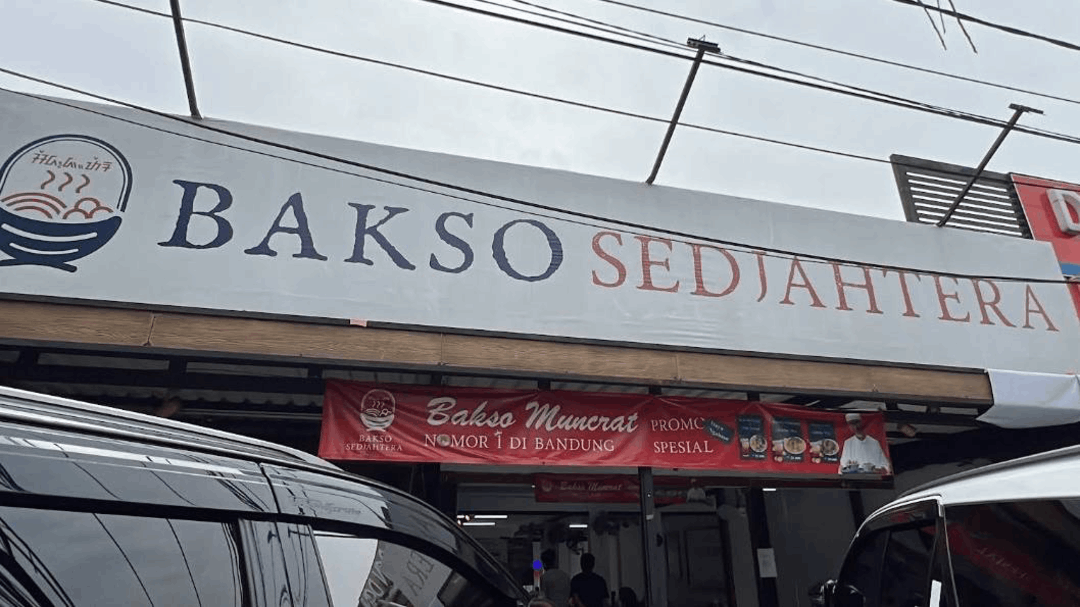 BAKSO SEDJAHTERA
Bakso Muncrat
NOMOR 1 DI BANDUNG
PROMO
SPESIAL
BAKSO
SEDJAHTERA
Bakso Muncrat